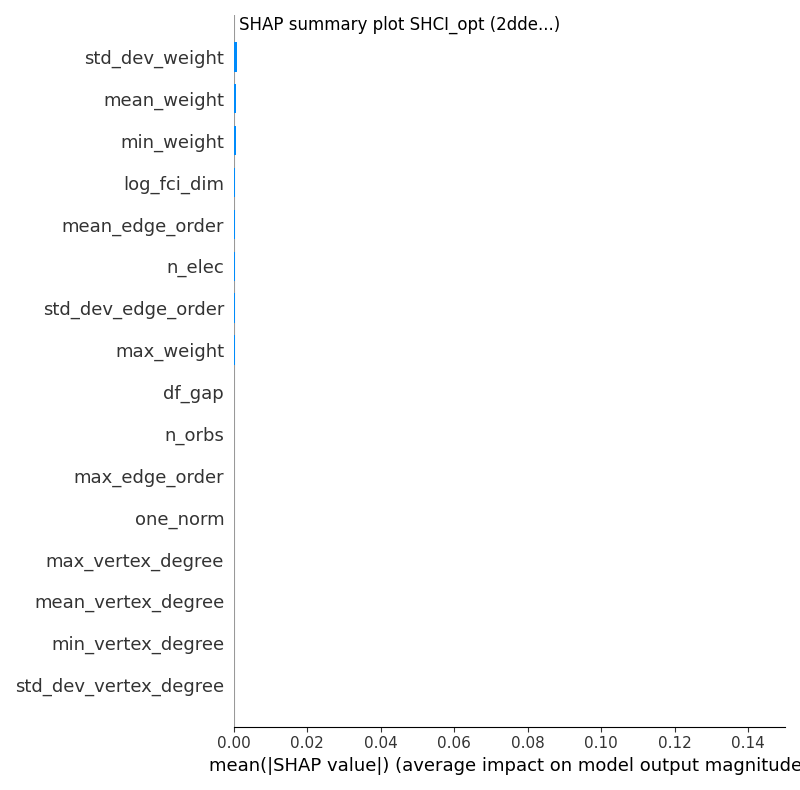 SHAP summary plot SHCI_opt (2dde...)
std_dev_weight
mean_weight
min_weight
log_fci_dim
mean_edge_order
n_elec
std_dev_edge_order
max_weight
df_gap
n_orbs
max_edge_order
one_norm
max_vertex_degree
mean_vertex_degree
min_vertex_degree
std_dev_vertex_degree
0.00 0.02 0.04 0.06 0.08 0.10 0.12 0.14
mean(|SHAP value|) (average impact on model output magnitude